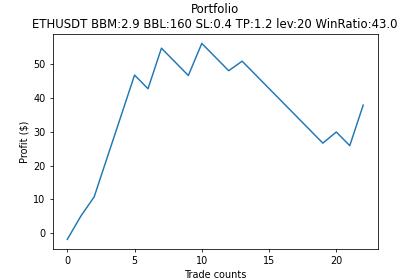 Portfolio
ETHUSDT BBM:2.9 BBL:160 SL:0.4 TP:1.2 lev:20 WinRatio:43.0
Profit ($)
50
40
30
20
10
0
0 5 10 15 20
Trade counts